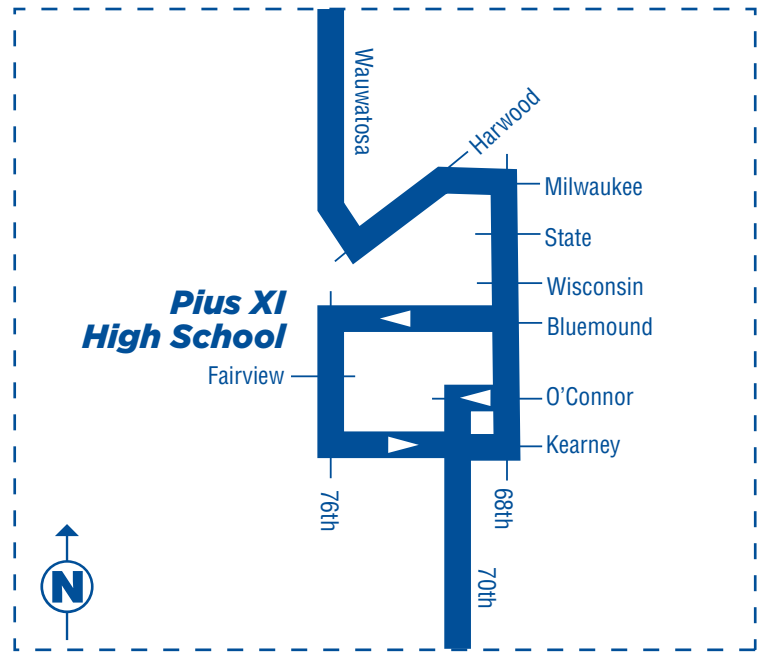 Wauwatosa
Harwood
Milwaukee
State
Wisconsin
Pius XI
High School
Bluemound
Fairview
O'Connor
Kearney
76th
68th
70th
N